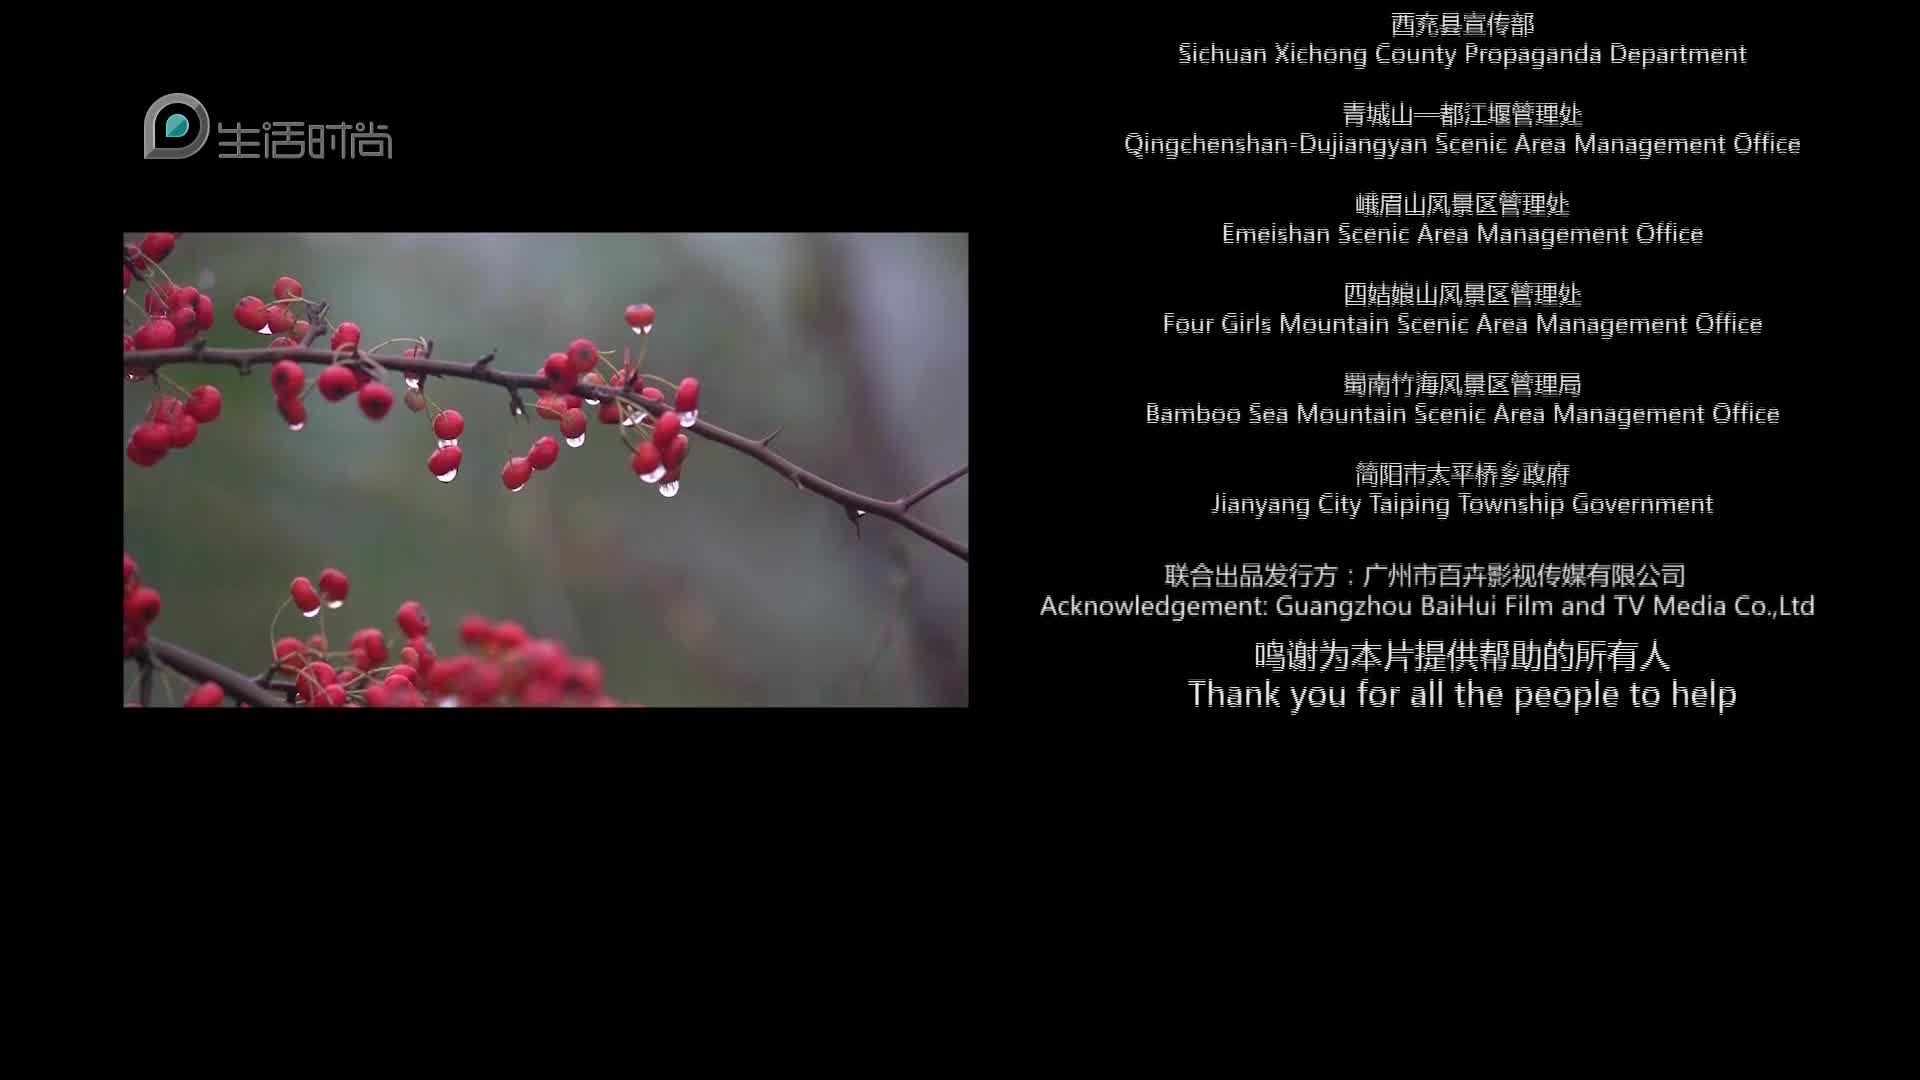 生活时尚
西充县宣传部
Sichuan Xichong County Propaganda Department
青城山—都江堰管理处
Qingchenshan-Dujiangyan Scenic Area Management Office
峨眉山风景区管理处
Emeishan Scenic Area Management Office
四姑娘山风景区管理处
Four Girls Mountain Scenic Area Management Office
蜀南竹海风景区管理局
Bamboo Sea Mountain Scenic Area Management Office
简阳市太平桥乡政府
Jianyang City Taiping Township Government
联合出品发行方：广州市百卉影视传媒有限公司
Acknowledgement: Guangzhou BaiHui Film and TV Media Co.,Ltd
鸣谢为本片提供帮助的所有人
Thank you for all the people to help